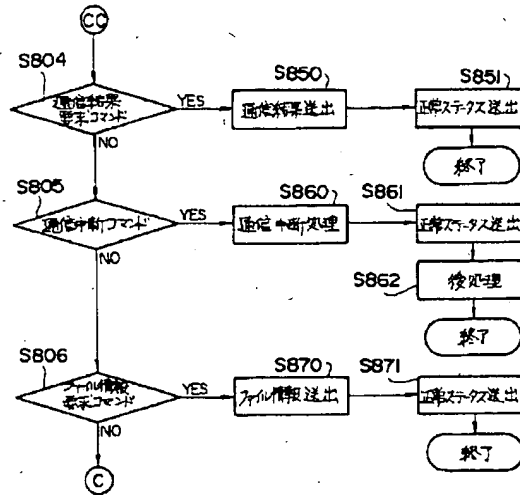 CC
S804
通信結果
要求コマンド
YES
NO
S850
通信結果送出
S851
正常ステータス送出
終了
S805
通信中断コマンド
YES
NO
S860
通信中断処理
S861
正常ステータス送出
S862
後処理
終了
S806
ファイル情報
要求コマンド
YES
NO
S870
ファイル情報送出
S871
正常ステータス送出
終了
C